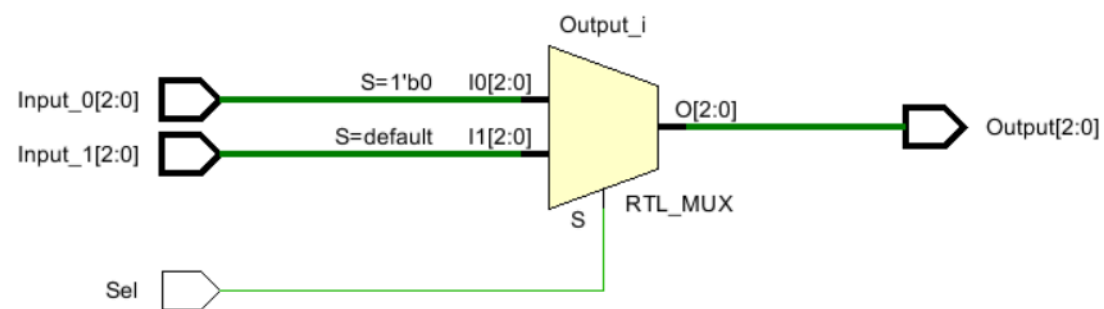 Output_i
Input_0[2:0] S=1'b0 I0[2:0]
O[2:0] Output[2:0]
Input_1[2:0] S=default I1[2:0]
S RTL_MUX
Sel